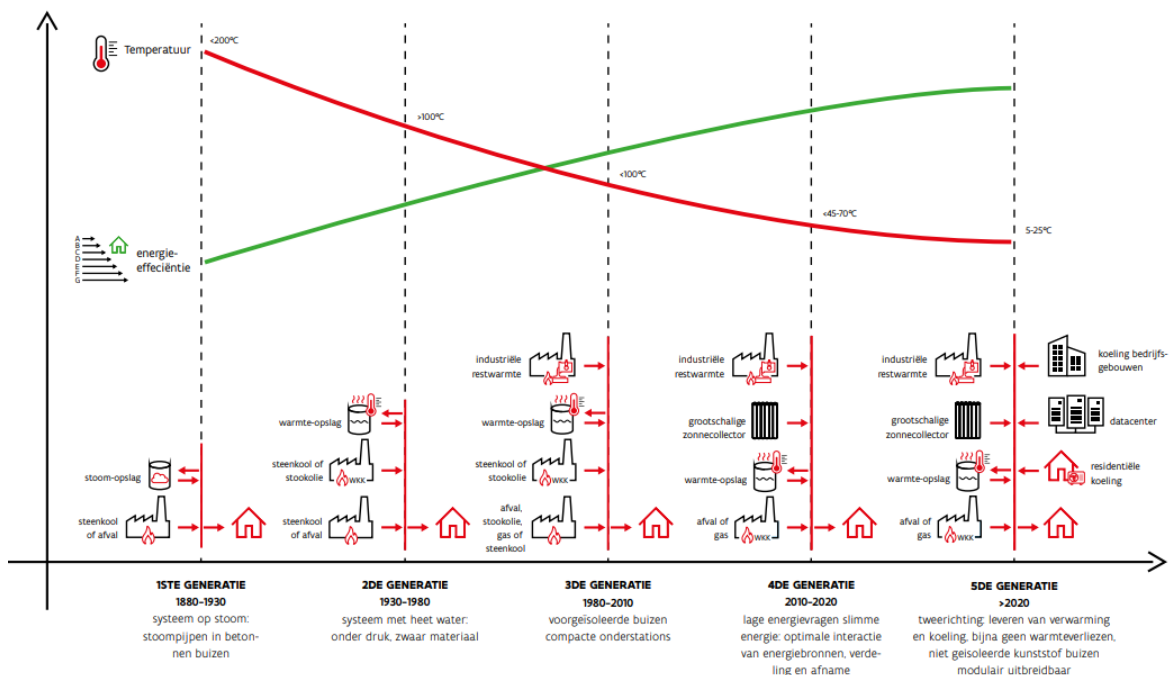 Temperatuur
<200°C
>100°C
<100°C
<45-70°C
5-25°C
A
B
C
D
E
F
G
energie-
effeciëntie
stoom-opslag
steenkool
of afval
warmte-opslag
steenkool of
stookolie
WKK
steenkool
of afval
industriële
restwarmte
warmte-opslag
steenkool of
stookolie
WKK
afval,
stookolie,
gas of
steenkool
industriële
restwarmte
grootschalige
zonnecollector
warmte-opslag
afval of
gas
WKK
industriële
restwarmte
grootschalige
zonnecollector
warmte-opslag
afval of
gas
WKK
koeling bedrijfs-
gebouwen
datacenter
residentiële
koeling
1STE GENERATIE
1880-1930
systeem op stoom:
stoompijpen in beton-
nen buizen
2DE GENERATIE
1930-1980
systeem met heet water:
onder druk, zwaar materiaal
3DE GENERATIE
1980-2010
voorgeïsoleerde buizen
compacte onderstations
4DE GENERATIE
2010-2020
lage energievragen slimme
energie: optimale interactie
van energiebronnen, verde-
ling en afname
5DE GENERATIE
>2020
tweerichting: leveren van verwarming
en koeling, bijna geen warmteverliezen,
niet geisoleerde kunststof buizen
modulair uitbreidbaar